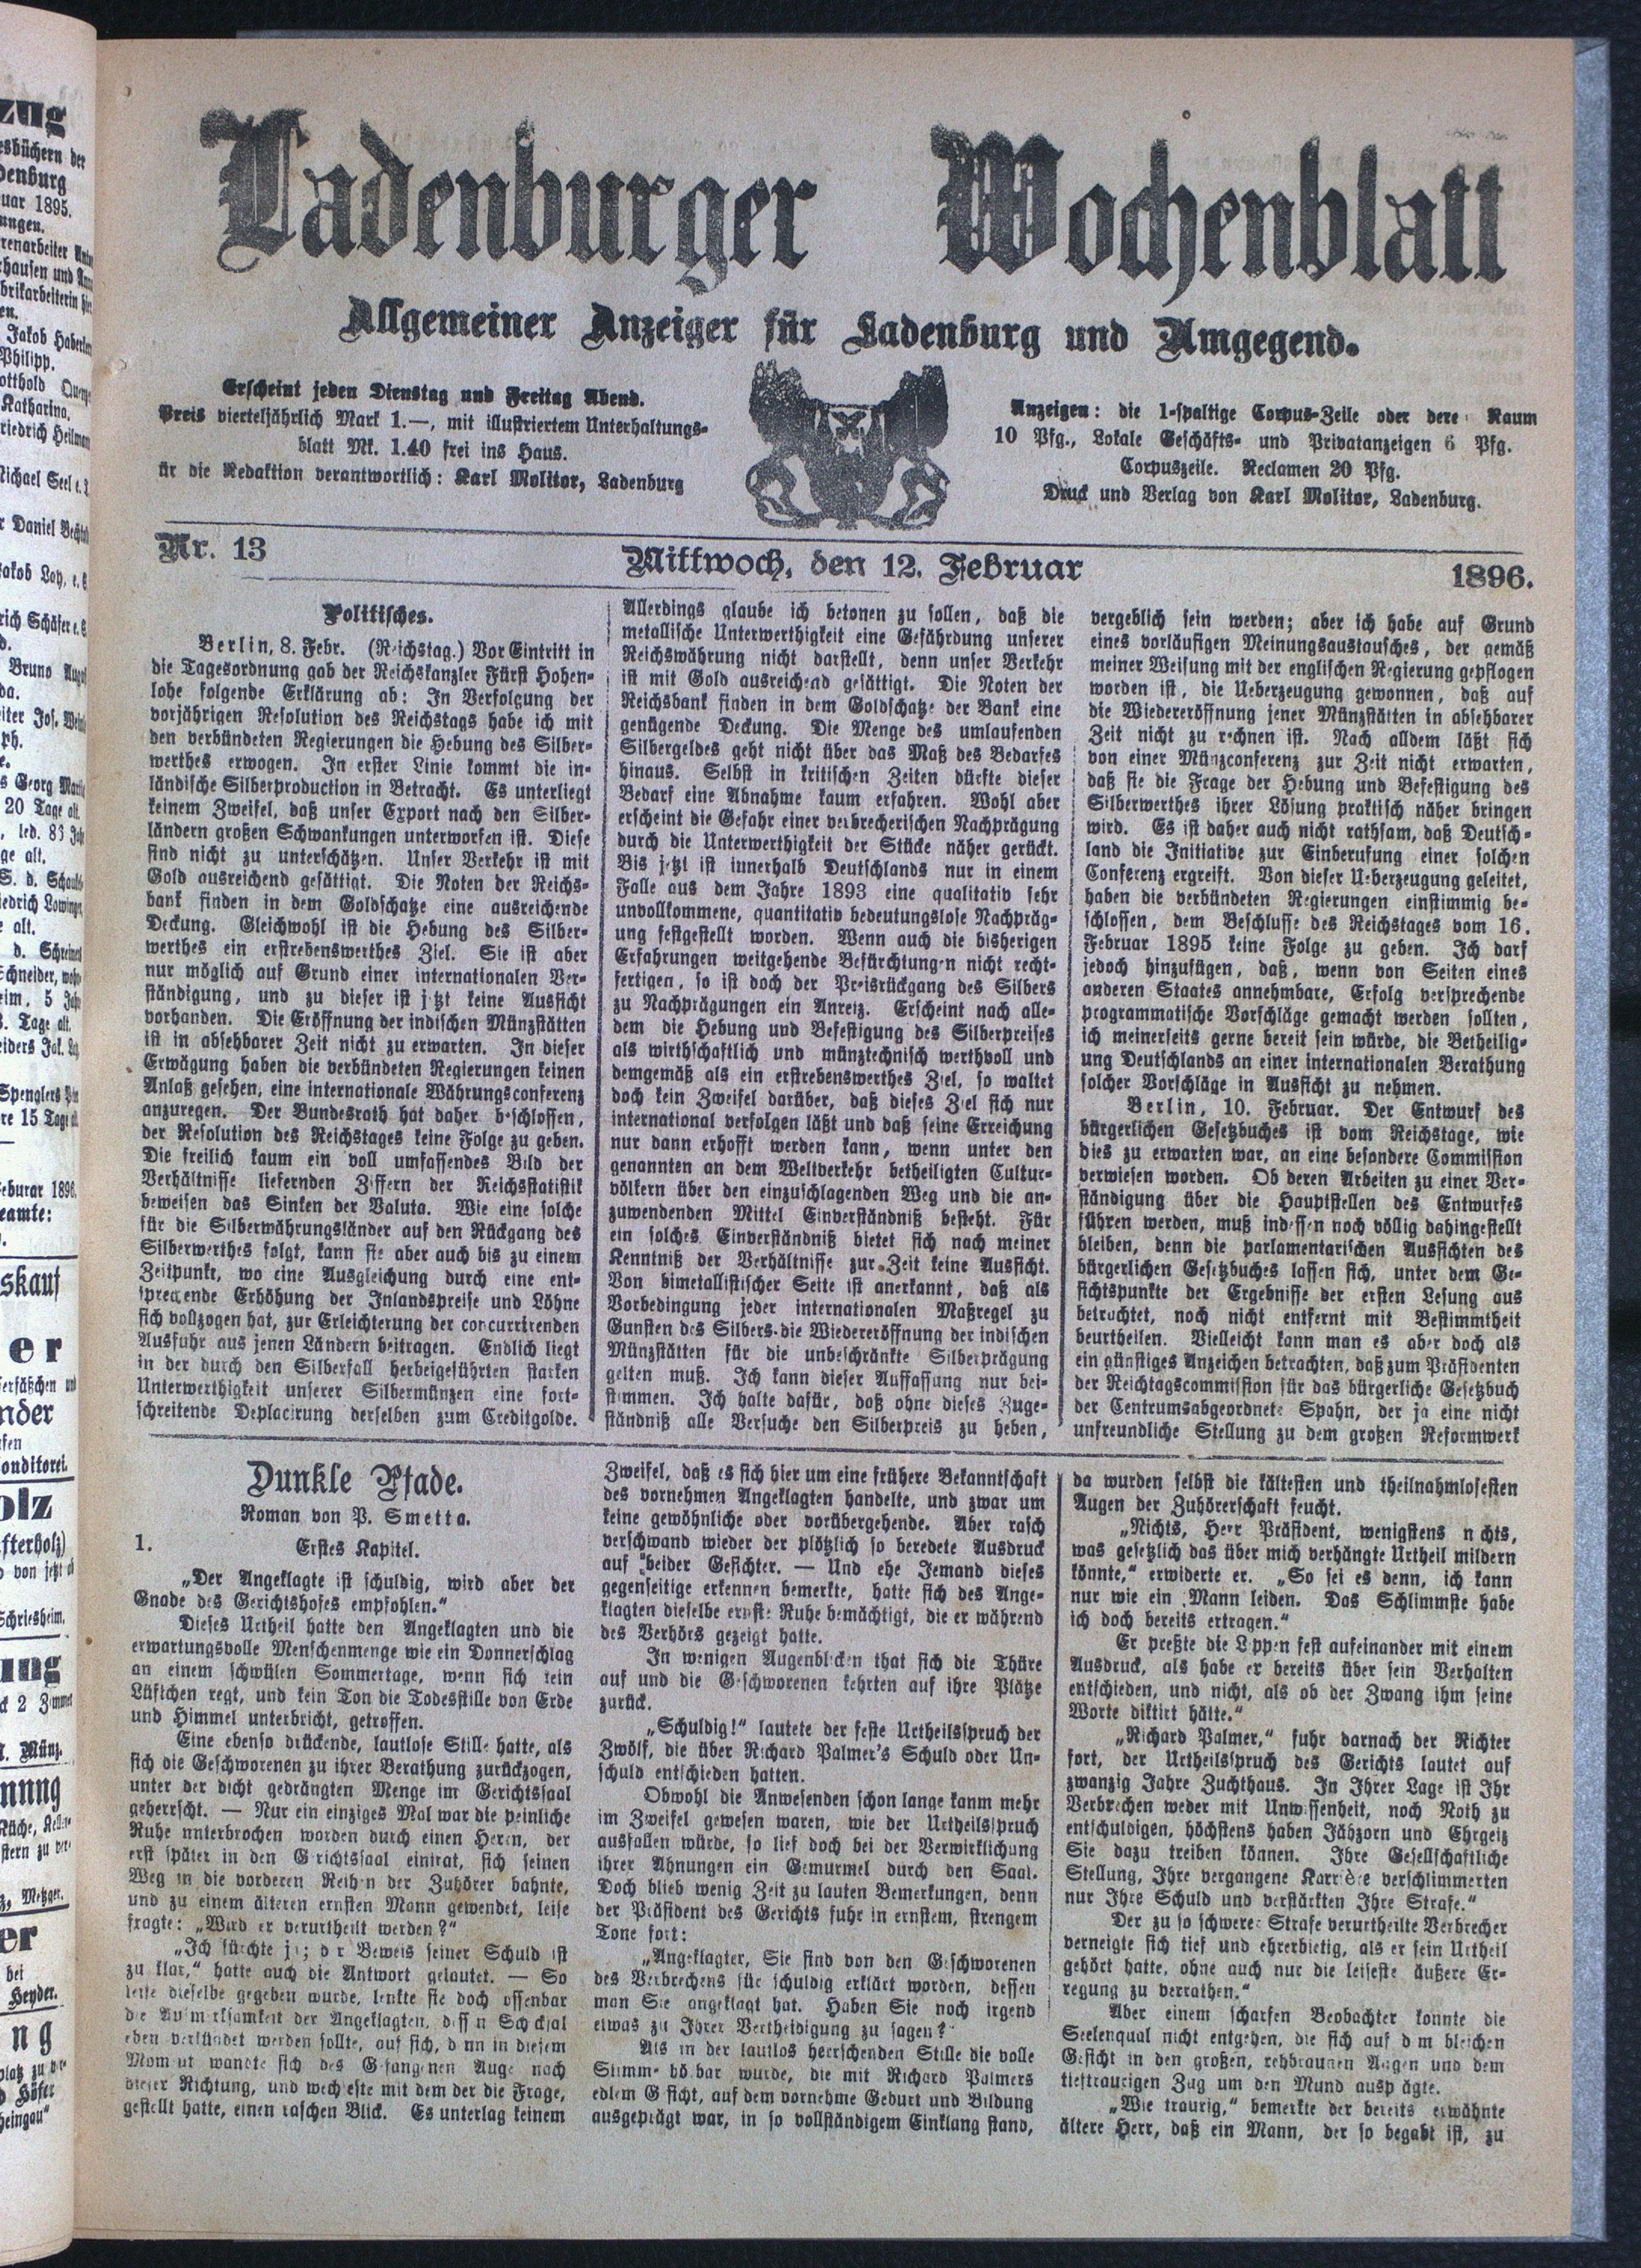 Ladenburger Wochenblatt
Allgemeiner Anzeiger für Ladenburg und Umgegend.
Erscheint jeden Dienstag und Freitag Abend.
Preis vierteljährlich Mark 1.—, mit illustriertem Unterhaltungs-
blatt Mk. 1.40 frei ins Haus.
ür die Redaktion verantwortlich: Karl Molitor, Ladenburg
Anzeigen: die 1-spaltige Corpus-Zeile oder dere Raum
10 Pfg., Lokale Geschäfts- und Privatanzeigen 6 Pfg.
Corpuszeile. Reclamen 20 Pfg.
Druck und Verlag von Karl Molitor, Ladenburg.
Nr. 13
Mittwoch, den 12. Februar
1896.
Politisches.
Berlin, 8. Febr. (Reichstag.) Vor Eintritt in
die Tagesordnung gab der Reichskanzler Fürst Hohen-
lohe folgende Erklärung ab: In Verfolgung der
vorjährigen Resolution des Reichstags habe ich mit
den verbündeten Regierungen die Hebung des Silber-
werthes erwogen. In erster Linie kommt die in-
ländische Silberproduction in Betracht. Es unterliegt
keinem Zweifel, daß unser Export nach den Silber-
ländern großen Schwankungen unterworfen ist. Diese
sind nicht zu unterschätzen. Unser Verkehr ist mit
Gold ausreichend gesättigt. Die Noten der Reichs-
bank finden in dem Goldschatze eine ausreichende
Deckung. Gleichwohl ist die Hebung des Silber-
werthes ein erstrebenswerthes Ziel. Sie ist aber
nur möglich auf Grund einer internationalen Ver-
ständigung, und zu dieser ist jtzt keine Aussicht
vorhanden. Die Eröffnung der indischen Münzstätten
ist in absehbarer Zeit nicht zu erwarten. In dieser
Erwägung haben die verbündeten Regierungen keinen
Anlaß gesehen, eine internationale Währungsconferenz
anzuregen. Der Bundesrath hat daher b-schlossen,
der Resolution des Reichstages keine Folge zu geben.
Die freilich kaum ein voll umfassendes Bild der
Verhältnisse liefernden Ziffern der Reichsstatistik
beweisen das Sinken der Valuta. Wie eine solche
für die Silberwährungsländer auf den Rückgang des
Silberwerthes folgt, kann sie aber auch bis zu einem
Zeitpunkt, wo eine Ausgleichung durch eine ent-
sprechende Erhöhung der Inlandspreise und Löhne
sich vollzogen hat, zur Erleichterung der concurrirenden
Ausfuhr aus jenen Ländern beitragen. Endlich liegt
in der durch den Silberfall herbeigeführten starken
Unterwerthigkeit unserer Silbermünzen eine fort-
schreitende Deplacirung derselben zum Creditgolde.
Allerdings glaube ich betonen zu sollen, daß die
metallische Unterwerthigkeit eine Gefährdung unserer
Reichswährung nicht darstellt, denn unser Verkehr
ist mit Gold ausreichend gesättigt. Die Noten der
Reichsbank finden in dem Goldschatze der Bank eine
genügende Deckung. Die Menge des umlaufenden
Silbergeldes geht nicht über das Maß des Bedarfes
hinaus. Selbst in kritischen Zeiten dürfte dieser
Bedarf eine Abnahme kaum erfahren. Wohl aber
erscheint die Gefahr einer verbrecherischen Nachprägung
durch die Unterwerthigkeit der Stücke näher gerückt.
Bis jetzt ist innerhalb Deutschlands nur in einem
Falle aus dem Jahre 1893 eine qualitativ sehr
unvollkommene, quantitativ bedeutungslose Nachpräg-
ung festgestellt worden. Wenn auch die bisherigen
Erfahrungen weitgehende Befürchtungen nicht recht-
fertigen, so ist doch der Preisrückgang des Silbers
zu Nachprägungen ein Anreiz. Erscheint nach alle-
dem die Hebung und Befestigung des Silberpreises
als wirthschaftlich und münztechnisch werthvoll und
demgemäß als ein erstrebenswerthes Ziel, so waltet
doch kein Zweifel darüber, daß dieses Ziel sich nur
international verfolgen läßt und daß seine Erreichung
nur dann erhofft werden kann, wenn unter den
genannten an dem Weltverkehr betheiligten Cultur-
völkern über den einzuschlagenden Weg und die an-
zuwendenden Mittel Einverständniß besteht. Für
ein solches Einverständniß bietet sich nach meiner
Kenntniß der Verhältnisse zur Zeit keine Aussicht.
Von bimetallistischer Seite ist anerkannt, daß als
Vorbedingung jeder internationalen Maßregel zu
Gunsten des Silbers die Wiedereröffnung der indischen
Münzstätten für die unbeschränkte Silberprägung
gelten muß. Ich kann dieser Auffassung nur bei-
stimmen. Ich halte dafür, daß ohne dieses Zuge-
ständniß alle Versuche den Silberpreis zu heben,
vergeblich sein werden; aber ich habe auf Grund
eines vorläufigen Meinungsaustausches, der gemäß
meiner Weisung mit der englischen Regierung gepflogen
worden ist, die Ueberzeugung gewonnen, daß auf
die Wiedereröffnung jener Münzstätten in absehbarer
Zeit nicht zu rechnen ist. Nach alldem läßt sich
von einer Münzconferenz zur Zeit nicht erwarten,
daß sie die Frage der Hebung und Befestigung des
Silberwerthes ihrer Lösung praktisch näher bringen
wird. Es ist daher auch nicht rathsam, daß Deutsch-
land die Initiative zur Einberufung einer solchen
Conferenz ergreift. Von dieser Ueberzeugung geleitet,
haben die verbündeten Regierungen einstimmig be-
schlossen, dem Beschlusse des Reichstages vom 16.
Februar 1895 keine Folge zu geben. Ich darf
jedoch hinzufügen, daß, wenn von Seiten eines
anderen Staates annehmbare, Erfolg versprechende
programmatische Vorschläge gemacht werden sollten,
ich meinerseits gerne bereit sein würde, die Betheilig-
ung Deutschlands an einer internationalen Berathung
solcher Vorschläge in Aussicht zu nehmen.
Berlin, 10. Februar. Der Entwurf des
bürgerlichen Gesetzbuches ist vom Reichstage, wie
dies zu erwarten war, an eine besondere Commission
verwiesen worden. Ob deren Arbeiten zu einer Ver-
ständigung über die Hauptstellen des Entwurfes
führen werden, muß indessen noch völlig dahingestellt
bleiben, denn die parlamentarischen Aussichten des
bürgerlichen Gesetzbuches lassen sich, unter dem Ge-
sichtspunkte der Ergebnisse der ersten Lesung aus
betrachtet, noch nicht entfernt mit Bestimmtheit
beurtheilen. Vielleicht kann man es aber doch als
ein günstiges Anzeichen betrachten, daß zum Präsidenten
der Reichtagscommission für das bürgerliche Gesetzbuch
der Centrumsabgeordnete Spahn, der ja eine nicht
unfreundliche Stellung zu dem großen Reformwerk
Dunkle Pfade.
Roman von P. Smetta.
1.
Erstes Kapitel.
„Der Angeklagte ist schuldig, wird aber der
Gnade des Gerichtshofes empfohlen.“
Dieses Urtheil hatte den Angeklagten und die
erwartungsvolle Menschenmenge wie ein Donnerschlag
an einem schwülen Sommertage, wenn sich kein
Lüftchen regt, und kein Ton die Todesstille von Erde
und Himmel unterbricht, getroffen.
Eine ebenso drückende, lautlose Stille hatte, als
sich die Geschworenen zu ihrer Berathung zurückzogen,
unter der dicht gedrängten Menge im Gerichtssaal
geherrscht. — Nur ein einziges Mal war die peinliche
Ruhe nnterbrochen worden durch einen Herrn, der
erst später in den Grichtssaal eintrat, sich seinen
Weg in die vorderen Reihen der Zuhörer bahnte,
und zu einem älteren ernsten Mann gewendet, leise
fragte: „Wird er verurtheilt werden?“
„Ich fürchte ja; der Beweis seiner Schuld ist
zu klar,“ hatte auch die Antwort gelautet. — So
leise dieselbe gegeben wurde, lenkte sie doch offenbar
die Aufmerksamkeit der Angeklagten, dessen Schicksal
eben verkündet werden sollte, auf sich, denn in diesem
Moment wandte sich des Gefangenen Auge nach
dieser Richtung, und wechselte mit dem der die Frage,
gestellt hatte, einen raschen Blick. Es unterlag keinem
Zweifel, daß es sich hier um eine frühere Bekanntschaft
des vornehmen Angeklagten handelte, und zwar um
keine gewöhnliche oder vorübergehende. Aber rasch
verschwand wieder der plötzlich so beredete Ausdruck
auf beider Gesichter. — Und ehe Jemand dieses
gegenseitige erkennen bemerkte, hatte sich des Ange-
klagten dieselbe ernste Ruhe bemächtigt, die er während
des Verhörs gezeigt hatte.
In wenigen Augenblicken that sich die Thüre
auf und die Geschworenen kehrten auf ihre Plätze
zurück.
„Schuldig!“ lautete der feste Urtheilsspruch der
Zwölf, die über Richard Palmer's Schuld oder Un-
schuld entschieden hatten.
Obwohl die Anwesenden schon lange kanm mehr
im Zweifel gewesen waren, wie der Urtheilsspruch
ausfallen würde, so lief doch bei der Verwirklichung
ihrer Ahnungen ein Gemurmel durch den Saal.
Doch blieb wenig Zeit zu lauten Bemerkungen, denn
der Präsident des Gerichts fuhr in ernstem, strengem
Tone fort:
„Angeklagter, Sie sind von den Geschworenen
des Verbrechens für schuldig erklärt worden, dessen
man Sie angeklagt hat. Haben Sie noch irgend
etwas zu Ihrer Vertheidigung zu sagen?
Als in der lautlos heerschenden Stille die volle
Stimme hörbar wurde, die mit Richard Palmers
edlem Gesicht, auf dem vornehme Geburt und Bildung
ausgeprägt war, in so vollständigem Einklang stand,
da wurden selbst die kältesten und theilnahmlosesten
Augen der Zuhörerschaft feucht.
„Nichts, Herr Präsident, wenigstens nichts,
was gesetzlich das über mich verhängte Urtheil mildern
könnte,“ erwiderte er. „So sei es denn, ich kann
nur wie ein Mann leiden. Das Schlimmste habe
ich doch bereits ertragen.“
Er preßte die Lippen fest aufeinander mit einem
Ausdruck, als habe er bereits über sein Verhalten
entschieden, und nicht, als ob der Zwang ihm seine
Worte diktirt hälte.“
„Richard Palmer,“ fuhr darnach der Richter
fort, der Urtheilsspruch des Gerichts lautet auf
zwanzig Jahre Zuchthaus. In Ihrer Lage ist Ihr
Verbrechen weder mit Unwissenheit, noch Noth zu
entschuldigen, höchstens haben Jähzorn und Ehrgeiz
Sie dazu treiben können. Ihre Gesellschaftliche
Stellung, Ihre vergangene Karrière verschlimmerten
nur Ihre Schuld und verstärkten Ihre Strafe.“
Der zu so schwerer Strafe verurtheilte Verbrecher
verneigte sich tief und ehrerbietig, als er sein Urtheil
gehört hatte, ohne auch nur die leiseste äußere Er-
regung zu verrathen.“
Aber einem scharfen Beobachter konnte die
Seelenqual nicht entgehen, die sich auf dem bleichen
Gesicht in den großen, rehbraunen Augen und dem
tieftraurigen Zug um den Mund ausprägte.
„Wie traurig,“ bemerkte der bereits erwähnte
ältere Herr, daß ein Mann, der so begabt ist, zu